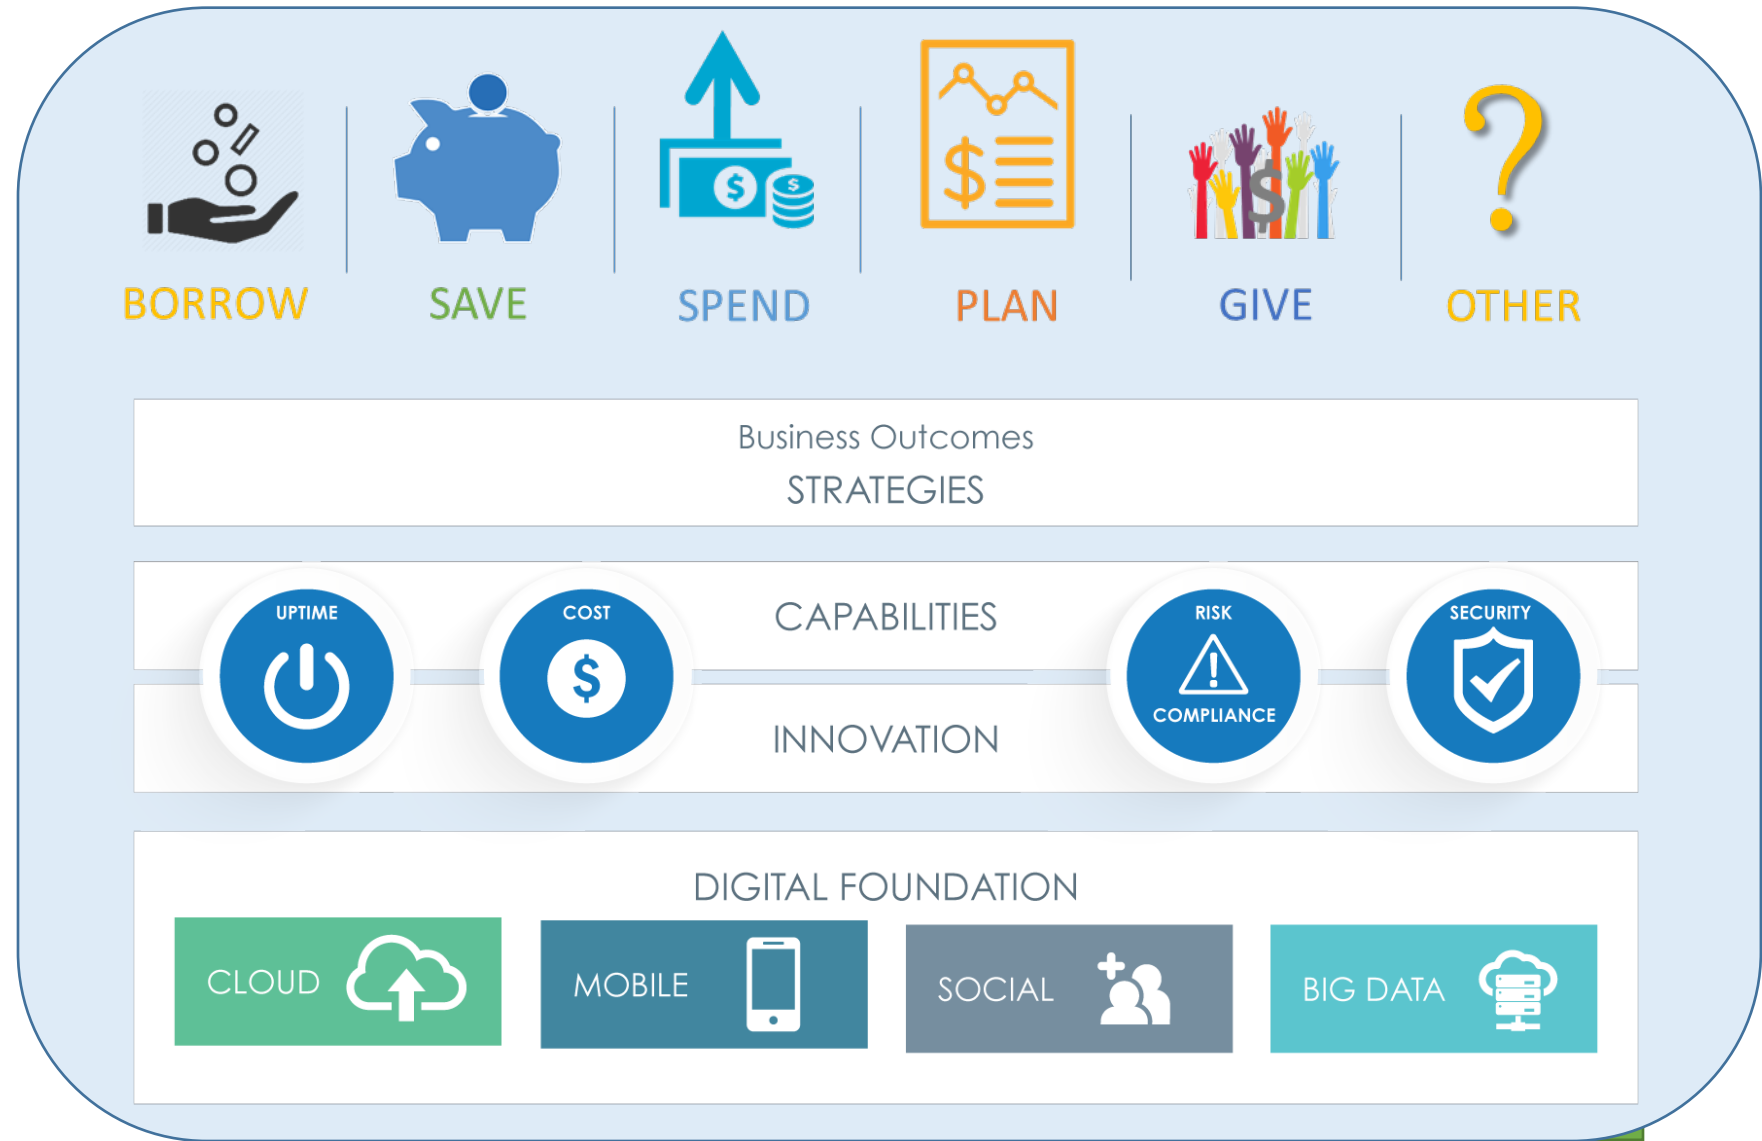 BORROW
SAVE
SPEND
PLAN
GIVE
OTHER
Business Outcomes
STRATEGIES
UPTIME
COST
CAPABILITIES
RISK
COMPLIANCE
SECURITY
INNOVATION
DIGITAL FOUNDATION
CLOUD
MOBILE
SOCIAL
BIG DATA